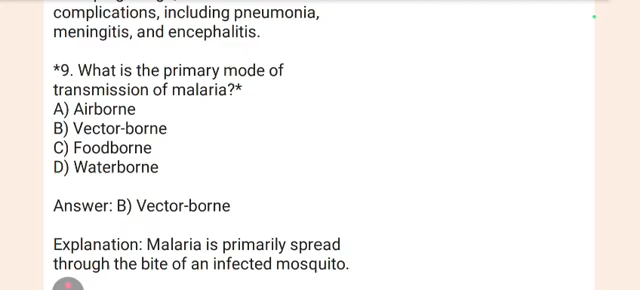 complications, including pneumonia,
meningitis, and encephalitis.
*9. What is the primary mode of
transmission of malaria?*
A) Airborne
B) Vector-borne
C) Foodborne
D) Waterborne
Answer: B) Vector-borne
Explanation: Malaria is primarily spread
through the bite of an infected mosquito.